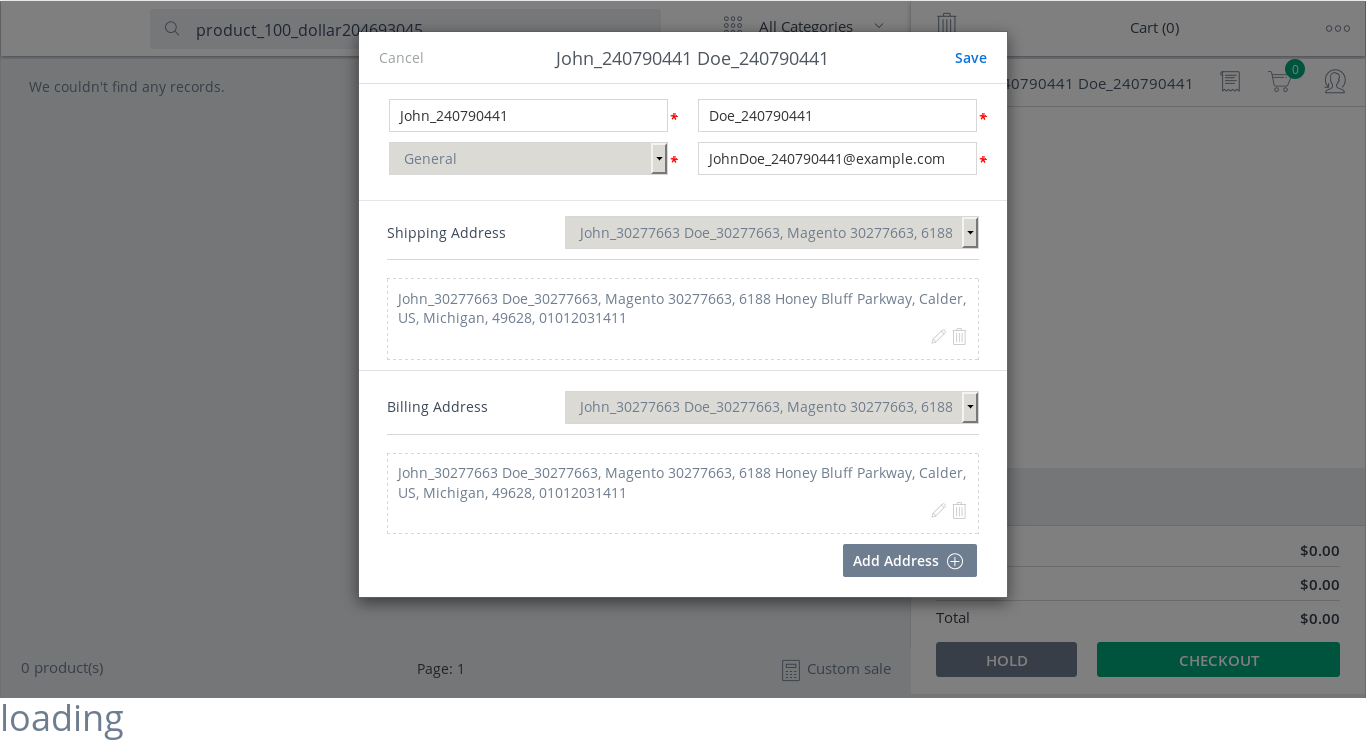 product_100_dollar204693045
All Categories
Cart (0)
We couldn't find any records.
40790441 Doe_240790441
0
Cancel
John_240790441 Doe_240790441
Save
John_240790441 *
Doe_240790441 *
General *
JohnDoe_240790441@example.com *
Shipping Address
John_30277663 Doe_30277663, Magento 30277663, 6188
John_30277663 Doe_30277663, Magento 30277663, 6188 Honey Bluff Parkway, Calder,
US, Michigan, 49628, 01012031411
Billing Address
John_30277663 Doe_30277663, Magento 30277663, 6188
John_30277663 Doe_30277663, Magento 30277663, 6188 Honey Bluff Parkway, Calder,
US, Michigan, 49628, 01012031411
Add Address
$0.00
$0.00
Total
$0.00
0 product(s)
Page: 1
Custom sale
HOLD
CHECKOUT
loading